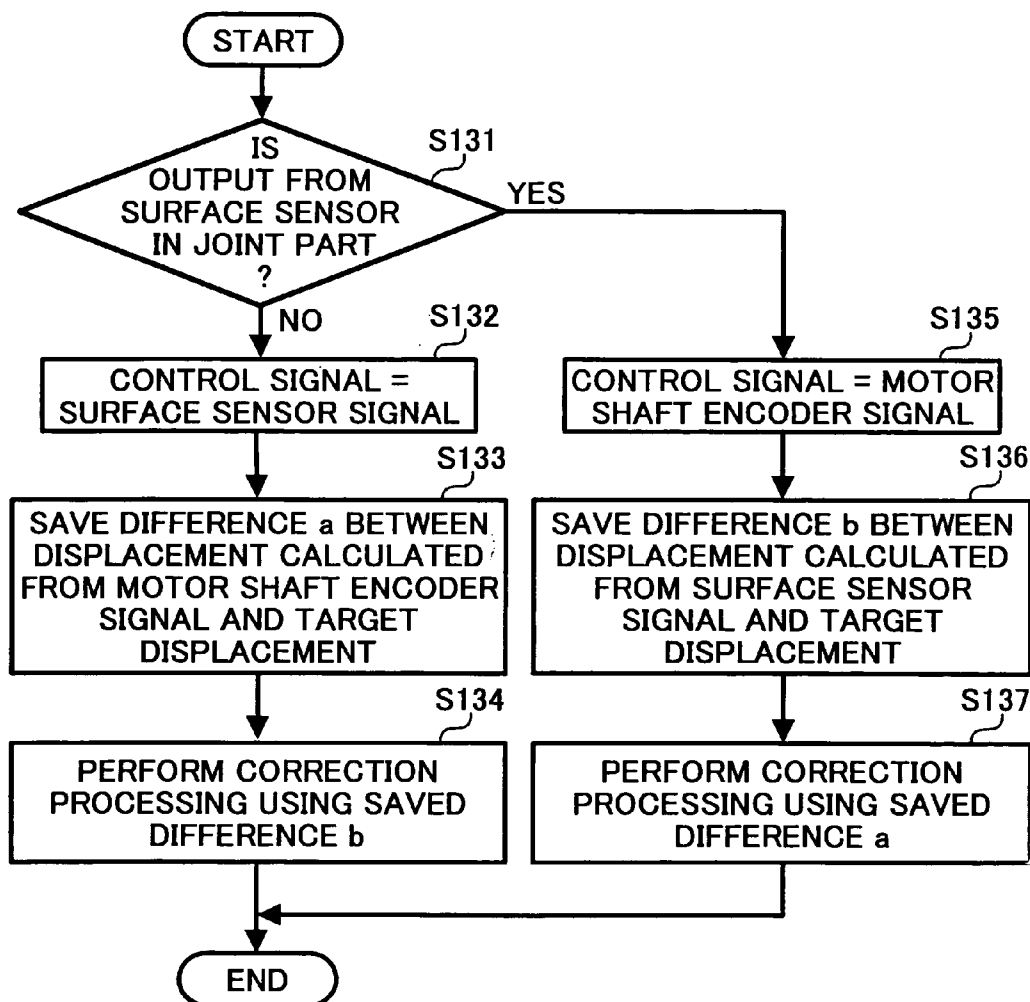 START
S131
IS
OUTPUT FROM
SURFACE SENSOR
IN JOINT PART
?
YES
NO
S132
CONTROL SIGNAL =
SURFACE SENSOR SIGNAL
S133
SAVE DIFFERENCE a BETWEEN
DISPLACEMENT CALCULATED
FROM MOTOR SHAFT ENCODER
SIGNAL AND TARGET
DISPLACEMENT
S134
PERFORM CORRECTION
PROCESSING USING SAVED
DIFFERENCE b
S135
CONTROL SIGNAL = MOTOR
SHAFT ENCODER SIGNAL
S136
SAVE DIFFERENCE b BETWEEN
DISPLACEMENT CALCULATED
FROM SURFACE SENSOR
SIGNAL AND TARGET
DISPLACEMENT
S137
PERFORM CORRECTION
PROCESSING USING SAVED
DIFFERENCE a
END